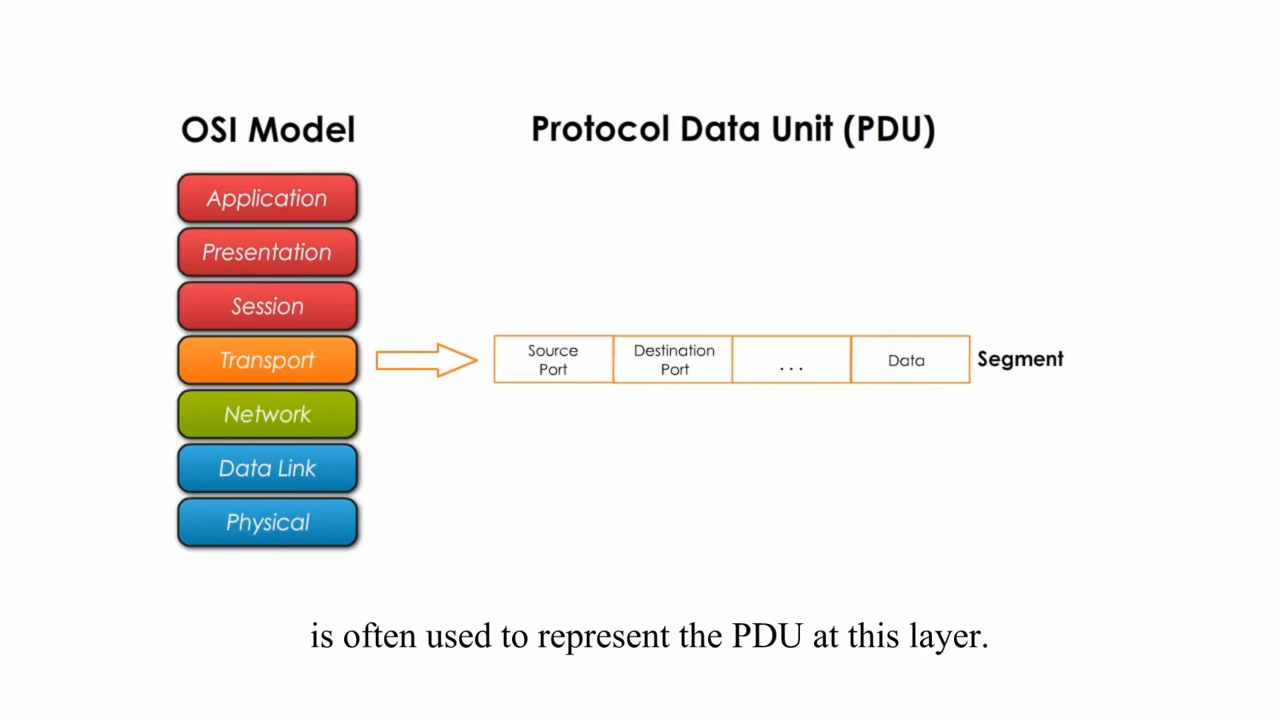 OSI Model
Protocol Data Unit (PDU)
Application
Presentation
Session
Transport
Network
Data Link
Physical
Source
Port
Destination
Port
...
Data
Segment
is often used to represent the PDU at this layer.